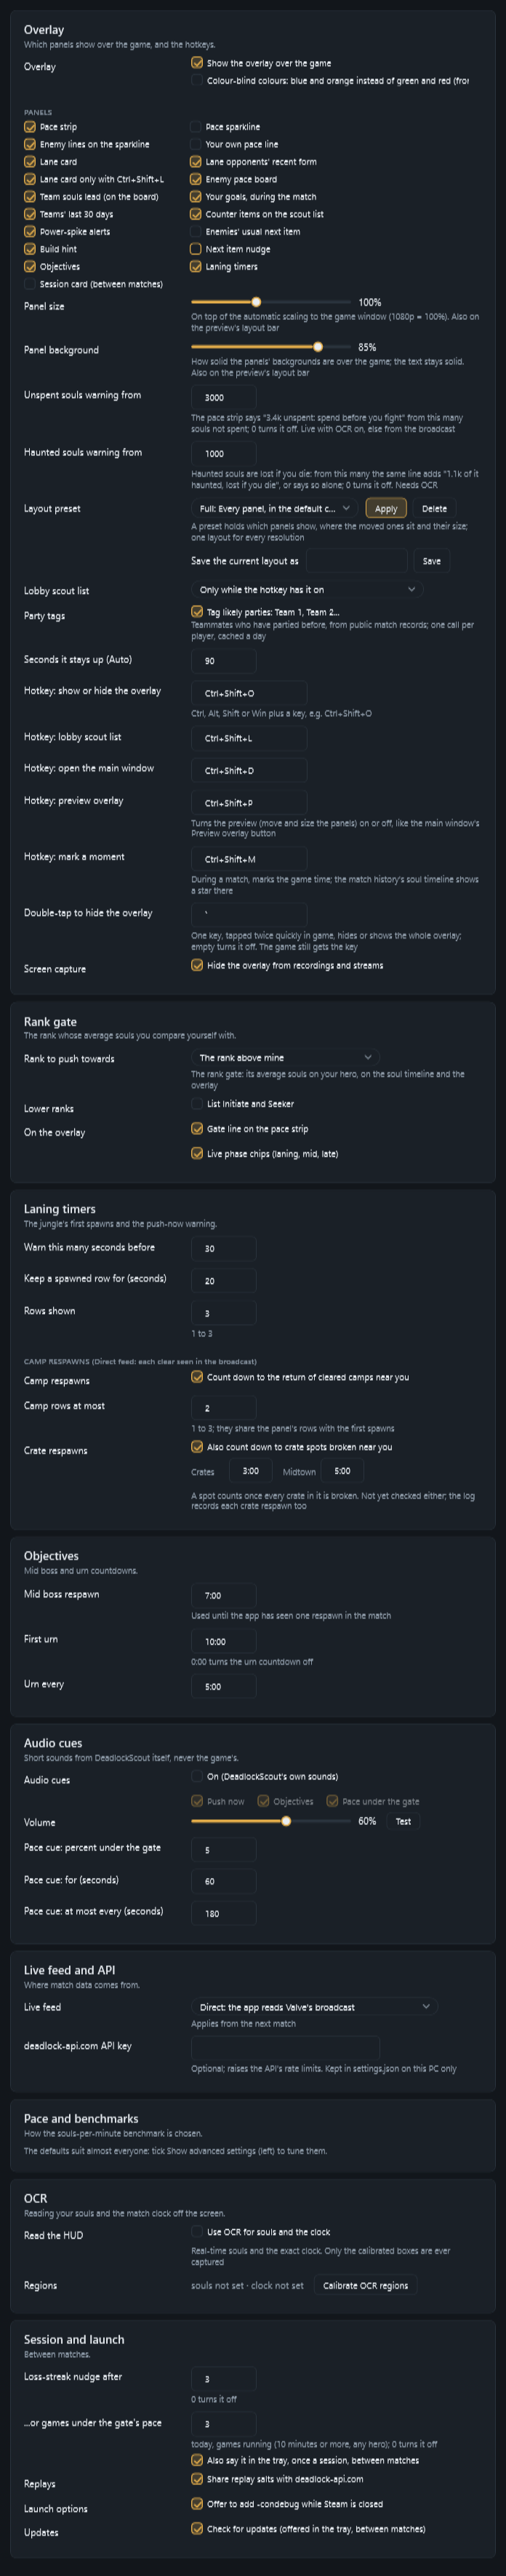 Overlay
Which panels show over the game, and the hotkeys.
Overlay
Show the overlay over the game
Colour-blind colours: blue and orange instead of green and red (fror
PANELS
Pace strip
Pace sparkline
Enemy lines on the sparkline
Your own pace line
Lane card
Lane opponents' recent form
Lane card only with Ctrl+Shift+L
Enemy pace board
Team souls lead (on the board)
Your goals, during the match
Teams' last 30 days
Counter items on the scout list
Power-spike alerts
Enemies' usual next item
Build hint
Next item nudge
Objectives
Laning timers
Session card (between matches)
Panel size
100%
On top of the automatic scaling to the game window (1080p = 100%). Also on
the preview's layout bar
Panel background
85%
How solid the panels' backgrounds are over the game; the text stays solid.
Also on the preview's layout bar
Unspent souls warning from
3000
The pace strip says "3.4k unspent: spend before you fight" from this many
souls not spent; 0 turns it off. Live with OCR on, else from the broadcast
Haunted souls warning from
1000
Haunted souls are lost if you die: from this many the same line adds "1.1k of it
haunted, lost if you die", or says so alone; 0 turns it off. Needs OCR
Layout preset
Full: Every panel, in the default c...
Apply
Delete
A preset holds which panels show, where the moved ones sit and their size;
one layout for every resolution
Save the current layout as
Save
Lobby scout list
Only while the hotkey has it on
Party tags
Tag likely parties: Team 1, Team 2...
Teammates who have partied before, from public match records; one call per
player, cached a day
Seconds it stays up (Auto)
90
Hotkey: show or hide the overlay
Ctrl+Shift+O
Ctrl, Alt, Shift or Win plus a key, e.g. Ctrl+Shift+O
Hotkey: lobby scout list
Ctrl+Shift+L
Hotkey: open the main window
Ctrl+Shift+D
Hotkey: preview overlay
Ctrl+Shift+P
Turns the preview (move and size the panels) on or off, like the main window's
Preview overlay button
Hotkey: mark a moment
Ctrl+Shift+M
During a match, marks the game time; the match history's soul timeline shows
a star there
Double-tap to hide the overlay
`
One key, tapped twice quickly in game, hides or shows the whole overlay;
empty turns it off. The game still gets the key
Screen capture
Hide the overlay from recordings and streams
Rank gate
The rank whose average souls you compare yourself with.
Rank to push towards
The rank above mine
The rank gate: its average souls on your hero, on the soul timeline and the
overlay
Lower ranks
List Initiate and Seeker
On the overlay
Gate line on the pace strip
Live phase chips (laning, mid, late)
Laning timers
The jungle's first spawns and the push-now warning.
Warn this many seconds before
30
Keep a spawned row for (seconds)
20
Rows shown
3
1 to 3
CAMP RESPAWNS (Direct feed: each clear seen in the broadcast)
Camp respawns
Count down to the return of cleared camps near you
Camp rows at most
2
1 to 3; they share the panel's rows with the first spawns
Crate respawns
Also count down to crate spots broken near you
Crates
3:00
Midtown
5:00
A spot counts once every crate in it is broken. Not yet checked either; the log
records each crate respawn too
Objectives
Mid boss and urn countdowns.
Mid boss respawn
7:00
Used until the app has seen one respawn in the match
First urn
10:00
0:00 turns the urn countdown off
Urn every
5:00
Audio cues
Short sounds from DeadlockScout itself, never the game's.
Audio cues
On (DeadlockScout's own sounds)
Push now
Objectives
Pace under the gate
Volume
60%
Test
Pace cue: percent under the gate
5
Pace cue: for (seconds)
60
Pace cue: at most every (seconds)
180
Live feed and API
Where match data comes from.
Live feed
Direct: the app reads Valve's broadcast
Applies from the next match
deadlock-api.com API key
Optional; raises the API's rate limits. Kept in settings.json on this PC only
Pace and benchmarks
How the souls-per-minute benchmark is chosen.
The defaults suit almost everyone: tick Show advanced settings (left) to tune them.
OCR
Reading your souls and the match clock off the screen.
Read the HUD
Use OCR for souls and the clock
Real-time souls and the exact clock. Only the calibrated boxes are ever
captured
Regions
souls not set · clock not set
Calibrate OCR regions
Session and launch
Between matches.
Loss-streak nudge after
3
0 turns it off
...or games under the gate's pace
3
today, games running (10 minutes or more, any hero); 0 turns it off
Also say it in the tray, once a session, between matches
Replays
Share replay salts with deadlock-api.com
Launch options
Offer to add -condebug while Steam is closed
Updates
Check for updates (offered in the tray, between matches)